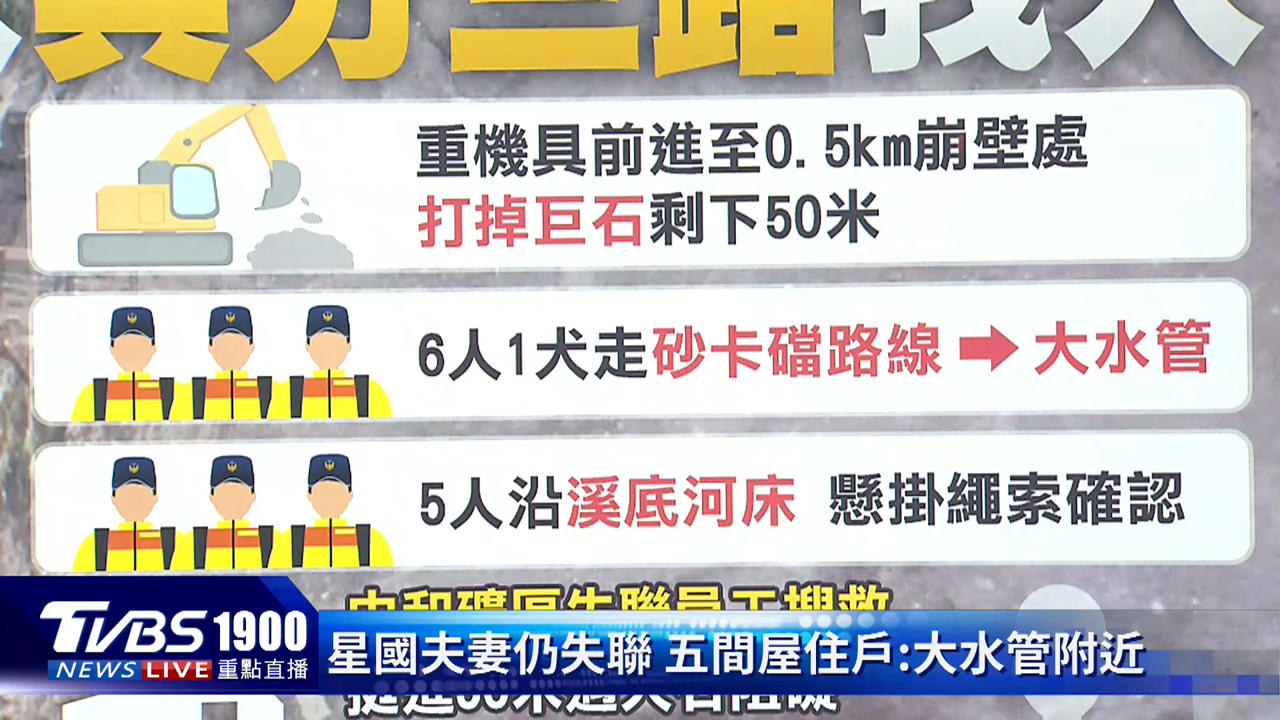 重機具前進至0.5km崩壁處
打掉巨石剩下50米
6人1犬走砂卡礑路線➡大水管
5人沿溪底河床 懸掛繩索確認
TVBS 1900
NEWS LIVE 重點直播
星國夫妻仍失聯 五間屋住戶:大水管附近